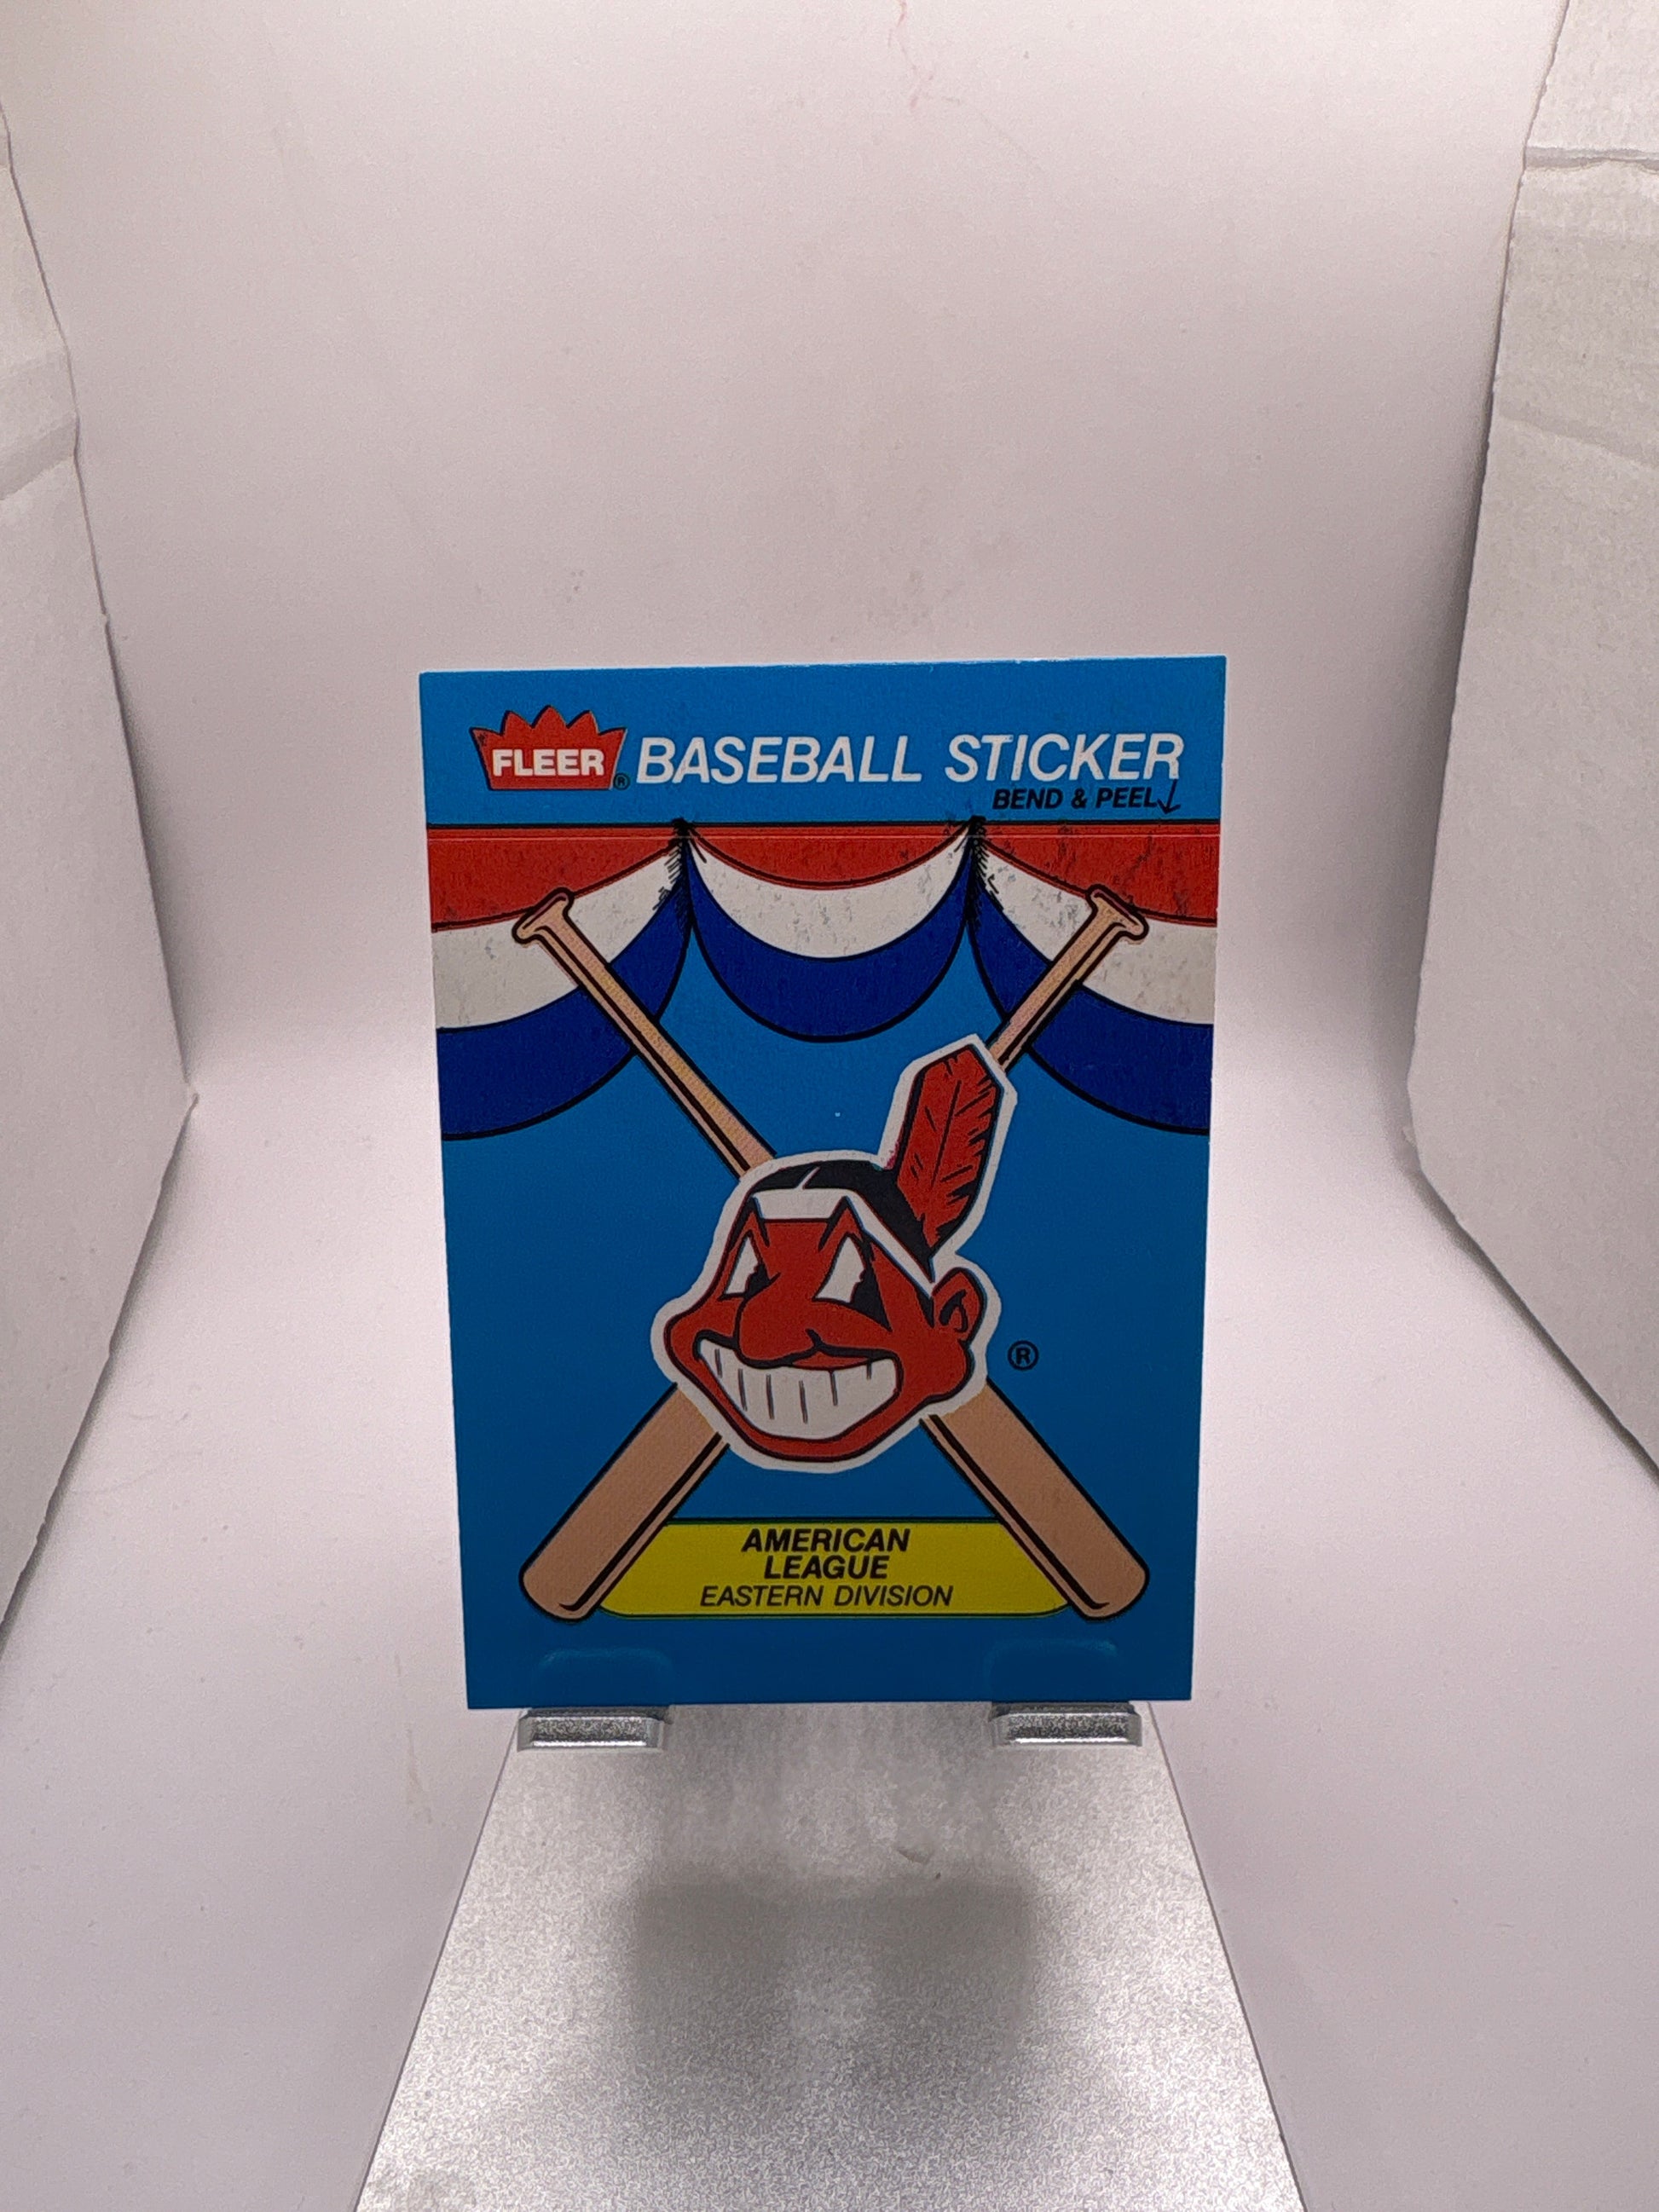 FLEER® BASEBALL STICKER
BEND & PEEL
®
AMERICAN
LEAGUE
EASTERN DIVISION